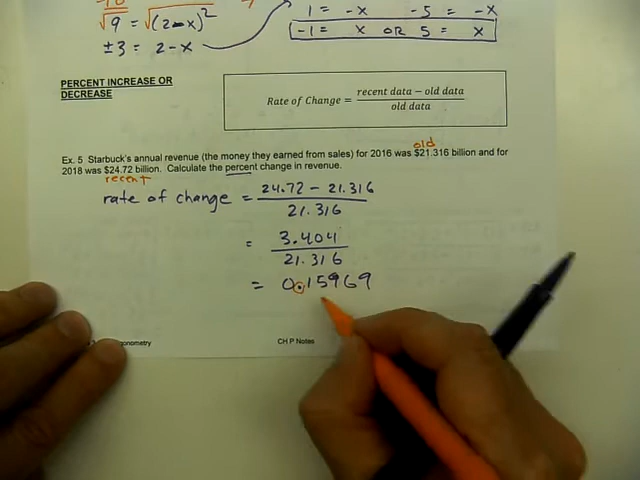 √9 = √(2-x)²
±3 = 2-x
1 = -x -5 = -x
-1 = x OR 5 = x
PERCENT INCREASE OR
DECREASE
Rate of Change = recent data − old data
old data
old
Ex. 5 Starbuck's annual revenue (the money they earned from sales) for 2016 was $21.316 billion and for
2018 was $24.72 billion. Calculate the percent change in revenue.
recent
rate of change = 24.72 - 21.316
21.316
= 3.404
21.316
= 0.15969
CH P Notes